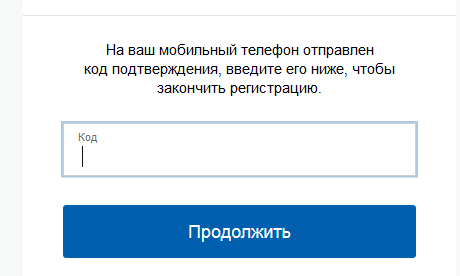 На ваш мобильный телефон отправлен
код подтверждения, введите его ниже, чтобы
закончить регистрацию.
Код
Продолжить